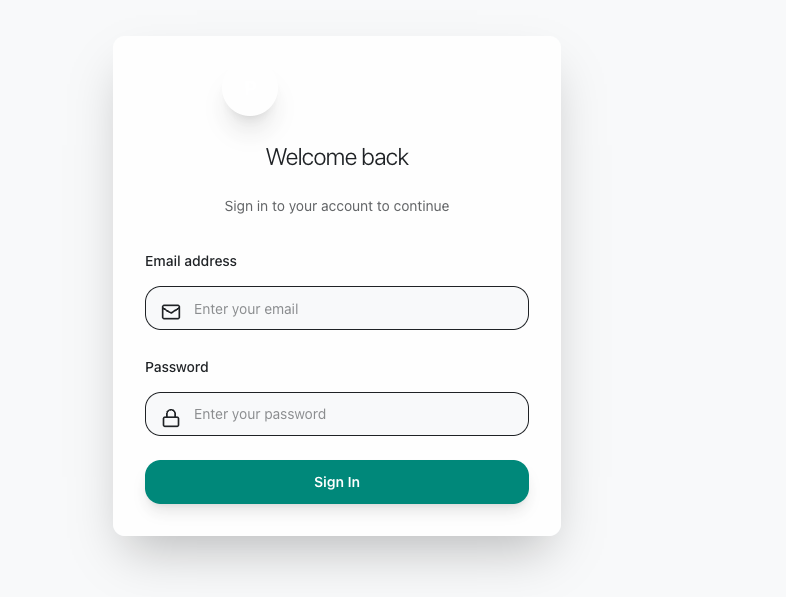 Welcome back
Sign in to your account to continue
Email address
Enter your email
Password
Enter your password
Sign In